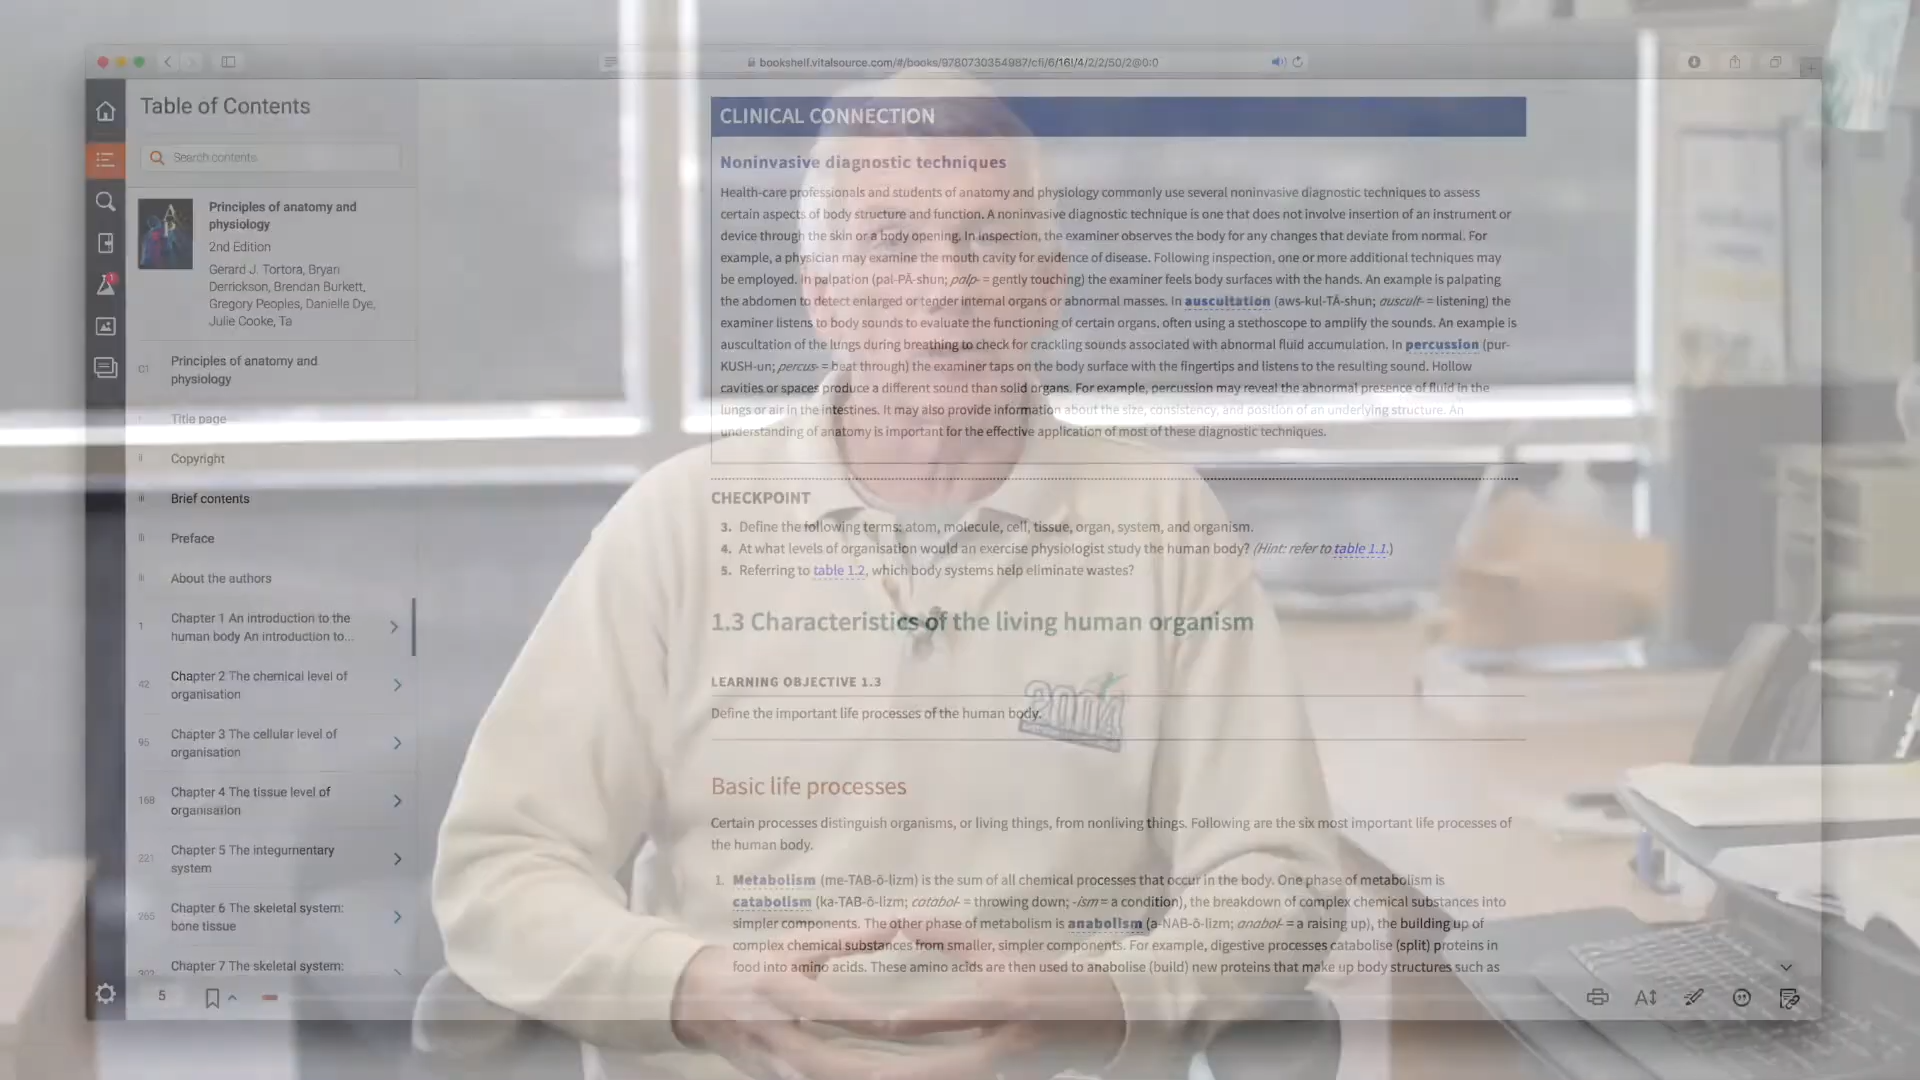 bookshelf.vitalsource.com/#/books/9780730354987/cfi/6/16!/4/2/2/50/2@0:0
Table of Contents
Search contents
Principles of anatomy and
physiology
2nd Edition
Gerard J. Tortora, Bryan
Derrickson, Brendan Burkett,
Gregory Peoples, Danielle Dye,
Julie Cooke, Ta
C1 Principles of anatomy and
physiology
i Title page
ii Copyright
iii Brief contents
Preface
About the authors
1 Chapter 1 An introduction to the
human body An introduction to...
42 Chapter 2 The chemical level of
organisation
95 Chapter 3 The cellular level of
organisation
168 Chapter 4 The tissue level of
organisation
221 Chapter 5 The integumentary
system
265 Chapter 6 The skeletal system:
bone tissue
302 Chapter 7 The skeletal system:
5
CLINICAL CONNECTION
Noninvasive diagnostic techniques
Health-care professionals and students of anatomy and physiology commonly use several noninvasive diagnostic techniques to assess
certain aspects of body structure and function. A noninvasive diagnostic technique is one that does not involve insertion of an instrument or
device through the skin or a body opening. In inspection, the examiner observes the body for any changes that deviate from normal. For
example, a physician may examine the mouth cavity for evidence of disease. Following inspection, one or more additional techniques may
be employed. In palpation (pal-PĀ-shun; palp- = gently touching) the examiner feels body surfaces with the hands. An example is palpating
the abdomen to detect enlarged or tender internal organs or abnormal masses. In auscultation (aws-kul-TĀ-shun; auscult- = listening) the
examiner listens to body sounds to evaluate the functioning of certain organs, often using a stethoscope to amplify the sounds. An example is
auscultation of the lungs during breathing to check for crackling sounds associated with abnormal fluid accumulation. In percussion (pur-
KUSH-un; percus- = beat through) the examiner taps on the body surface with the fingertips and listens to the resulting sound. Hollow
cavities or spaces produce a different sound than solid organs. For example, percussion may reveal the abnormal presence of fluid in the
lungs or air in the intestines. It may also provide information about the size, consistency, and position of an underlying structure. An
understanding of anatomy is important for the effective application of most of these diagnostic techniques.
CHECKPOINT
3. Define the following terms: atom, molecule, cell, tissue, organ, system, and organism.
4. At what levels of organisation would an exercise physiologist study the human body? (Hint: refer to table 1.1.)
5. Referring to table 1.2, which body systems help eliminate wastes?
1.3 Characteristics of the living human organism
LEARNING OBJECTIVE 1.3
Define the important life processes of the human body.
2004
Basic life processes
Certain processes distinguish organisms, or living things, from nonliving things. Following are the six most important life processes of
the human body.
1. Metabolism (me-TAB-ō-lizm) is the sum of all chemical processes that occur in the body. One phase of metabolism is
catabolism (ka-TAB-ō-lizm; catabol- = throwing down; -ism = a condition), the breakdown of complex chemical substances into
simpler components. The other phase of metabolism is anabolism (a-NAB-ō-lizm; anabol- = a raising up), the building up of
complex chemical substances from smaller, simpler components. For example, digestive processes catabolise (split) proteins in
food into amino acids. These amino acids are then used to anabolise (build) new proteins that make up body structures such as